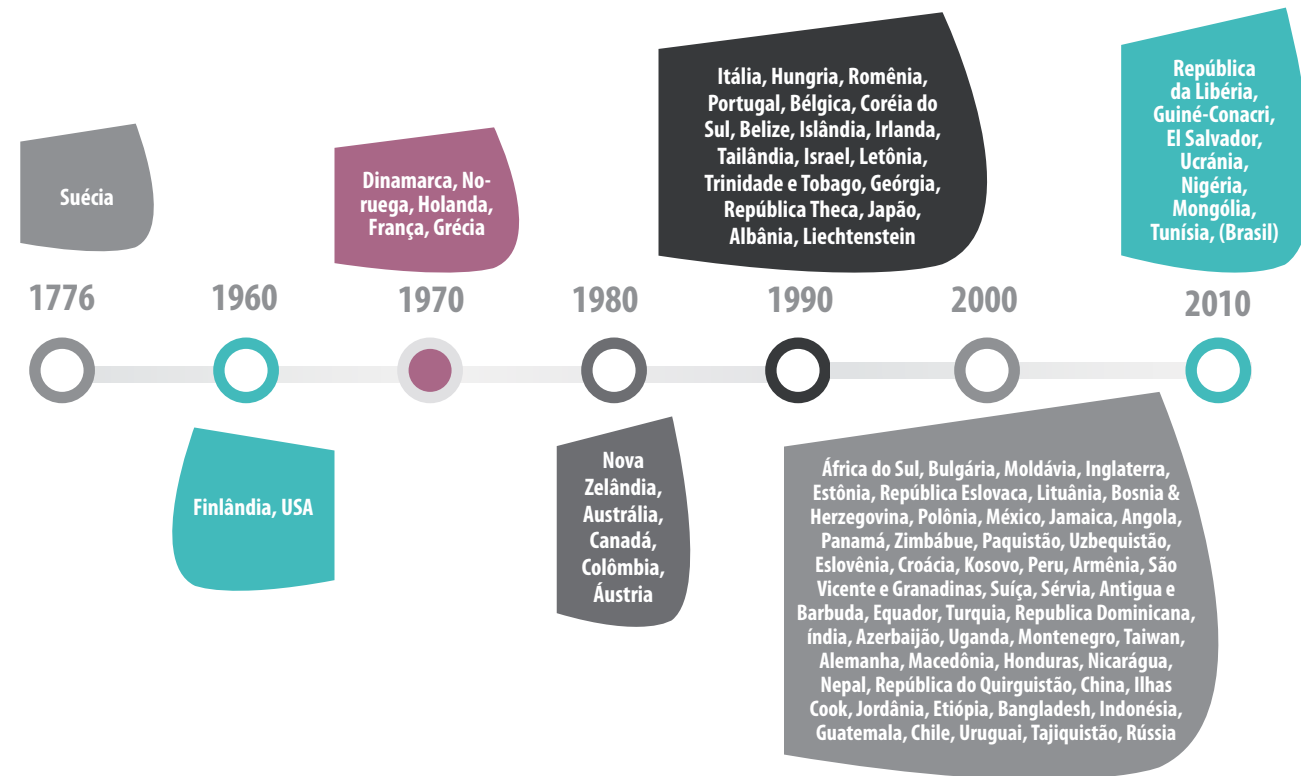 Suécia
1776
Finlândia, USA
1960
Dinamarca, No-
ruega, Holanda,
França, Grécia
1970
Nova
Zelândia,
Austrália,
Canadá,
Colômbia,
Áustria
1980
Itália, Hungria, Romênia,
Portugal, Bélgica, Coréia do
Sul, Belize, Islândia, Irlanda,
Tailândia, Israel, Letônia,
Trinidade e Tobago, Geórgia,
República Theca, Japão,
Albânia, Liechtenstein
1990
2000
África do Sul, Bulgária, Moldávia, Inglaterra,
Estônia, República Eslovaca, Lituânia, Bosnia &
Herzegovina, Polônia, México, Jamaica, Angola,
Panamá, Zimbábue, Paquistão, Uzbequistão,
Eslovênia, Croácia, Kosovo, Peru, Armênia, São
Vicente e Granadinas, Suíça, Sérvia, Antigua e
Barbuda, Equador, Turquia, Republica Dominicana,
índia, Azerbaijão, Uganda, Montenegro, Taiwan,
Alemanha, Macedônia, Honduras, Nicarágua,
Nepal, República do Quirguistão, China, Ilhas
Cook, Jordânia, Etiópia, Bangladesh, Indonésia,
Guatemala, Chile, Uruguai, Tajiquistão, Rússia
República
da Libéria,
Guiné-Conacri,
El Salvador,
Ucránia,
Nigéria,
Mongólia,
Tunísia, (Brasil)
2010